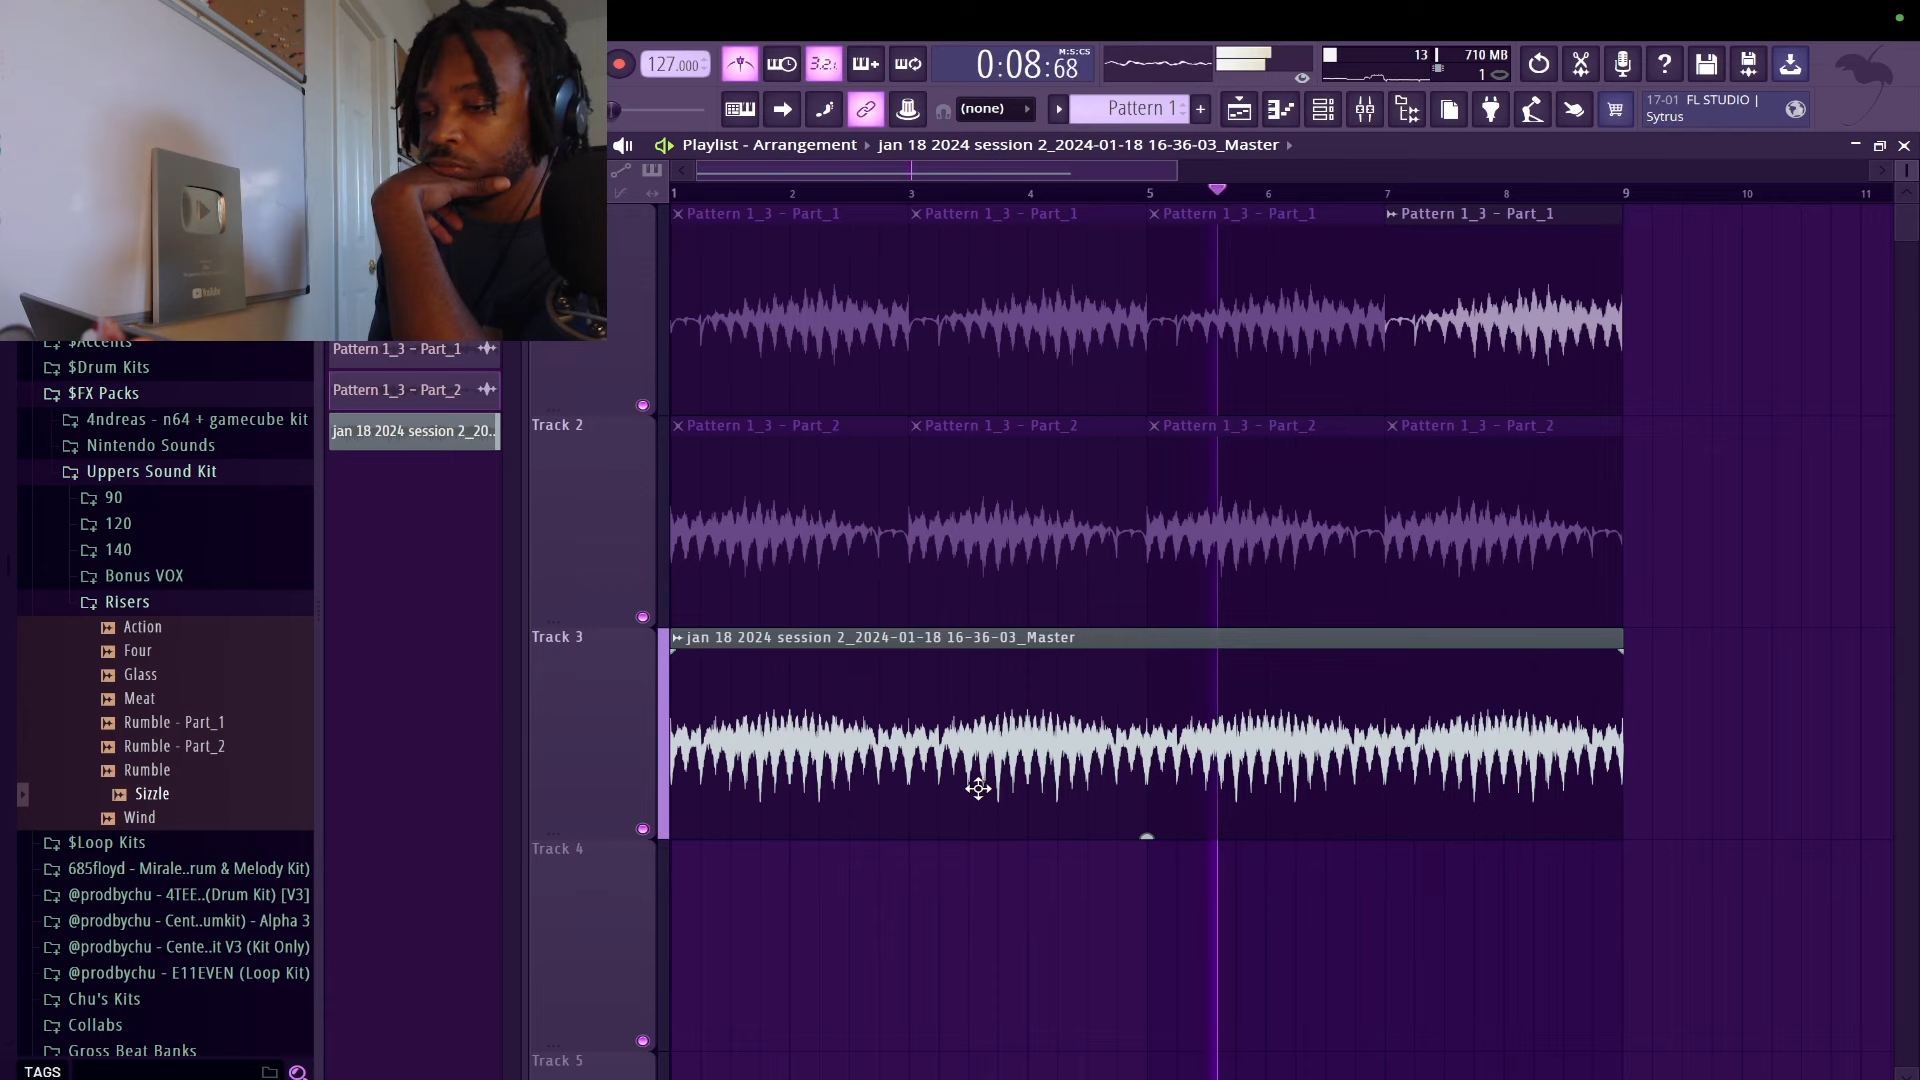 127.000
3.2.
0:08:68
M:S:CS
13
710 MB
1
(none)
Pattern 1
17-01 FL STUDIO |
Sytrus
Playlist - Arrangement
jan 18 2024 session 2_2024-01-18 16-36-03_Master
1 2 3 4 5 6 7 8 9 10 11
Pattern 1_3 - Part_1
Pattern 1_3 - Part_1
Pattern 1_3 - Part_1
Pattern 1_3 - Part_1
YouTube
$Accents
$Drum Kits
$FX Packs
4ndreas - n64 + gamecube kit
Nintendo Sounds
Uppers Sound Kit
90
120
140
Bonus VOX
Risers
Action
Four
Glass
Meat
Rumble - Part_1
Rumble - Part_2
Rumble
Sizzle
Wind
$Loop Kits
685floyd - Mirale..rum & Melody Kit)
@prodbychu - 4TEE..(Drum Kit) [V3]
@prodbychu - Cent..umkit) - Alpha 3
@prodbychu - Cente..it V3 (Kit Only)
@prodbychu - E11EVEN (Loop Kit)
Chu's Kits
Collabs
Gross Beat Banks
TAGS
Pattern 1_3 - Part_1
Pattern 1_3 - Part_2
jan 18 2024 session 2_20..
Track 2
Pattern 1_3 - Part_2
Pattern 1_3 - Part_2
Pattern 1_3 - Part_2
Pattern 1_3 - Part_2
Track 3
jan 18 2024 session 2_2024-01-18 16-36-03_Master
Track 4
Track 5